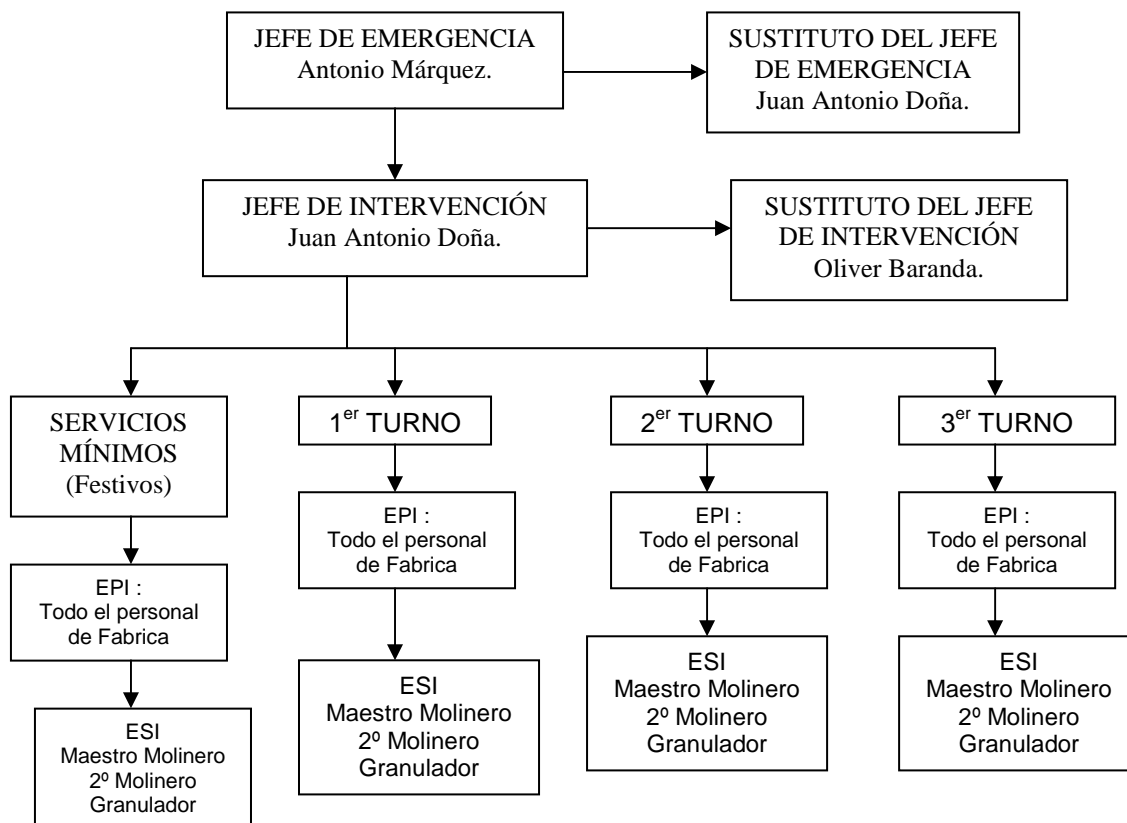 JEFE DE EMERGENCIA
Antonio Márquez.
SUSTITUTO DEL JEFE
DE EMERGENCIA
Juan Antonio Doña.
JEFE DE INTERVENCIÓN
Juan Antonio Doña.
SUSTITUTO DEL JEFE
DE INTERVENCIÓN
Oliver Baranda.
SERVICIOS
MÍNIMOS
(Festivos)
1er TURNO
2er TURNO
3er TURNO
EPI :
Todo el personal
de Fabrica
EPI :
Todo el personal
de Fabrica
EPI :
Todo el personal
de Fabrica
EPI :
Todo el personal
de Fabrica
ESI
Maestro Molinero
2º Molinero
Granulador
ESI
Maestro Molinero
2º Molinero
Granulador
ESI
Maestro Molinero
2º Molinero
Granulador
ESI
Maestro Molinero
2º Molinero
Granulador